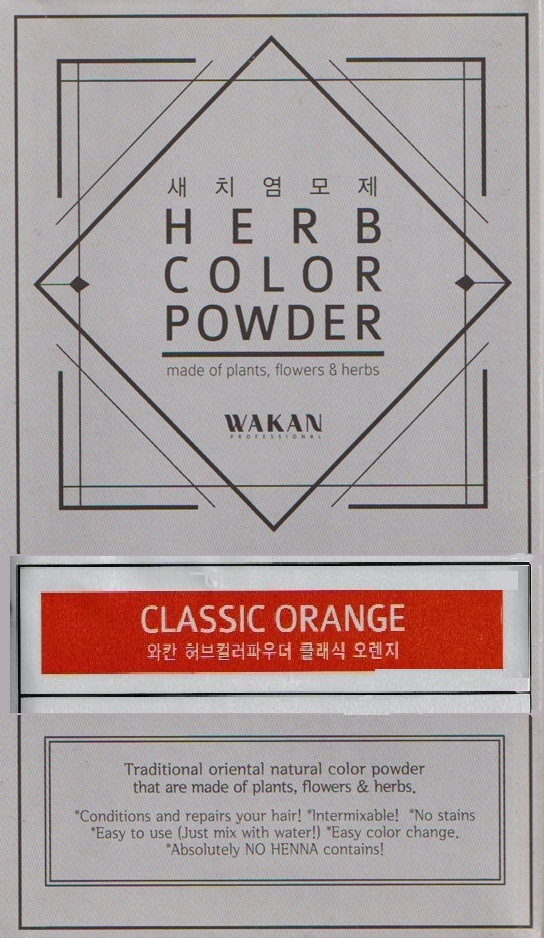 새치염모제
HERB
COLOR
POWDER
made of plants, flowers & herbs
WAKAN
PROFESSIONAL
CLASSIC ORANGE
와칸 허브컬러파우더 클래식 오렌지
Traditional oriental natural color powder
that are made of plants, flowers & herbs.
*Conditions and repairs your hair! *Intermixable! *No stains
*Easy to use (Just mix with water!) *Easy color change.
*Absolutely NO HENNA contains!